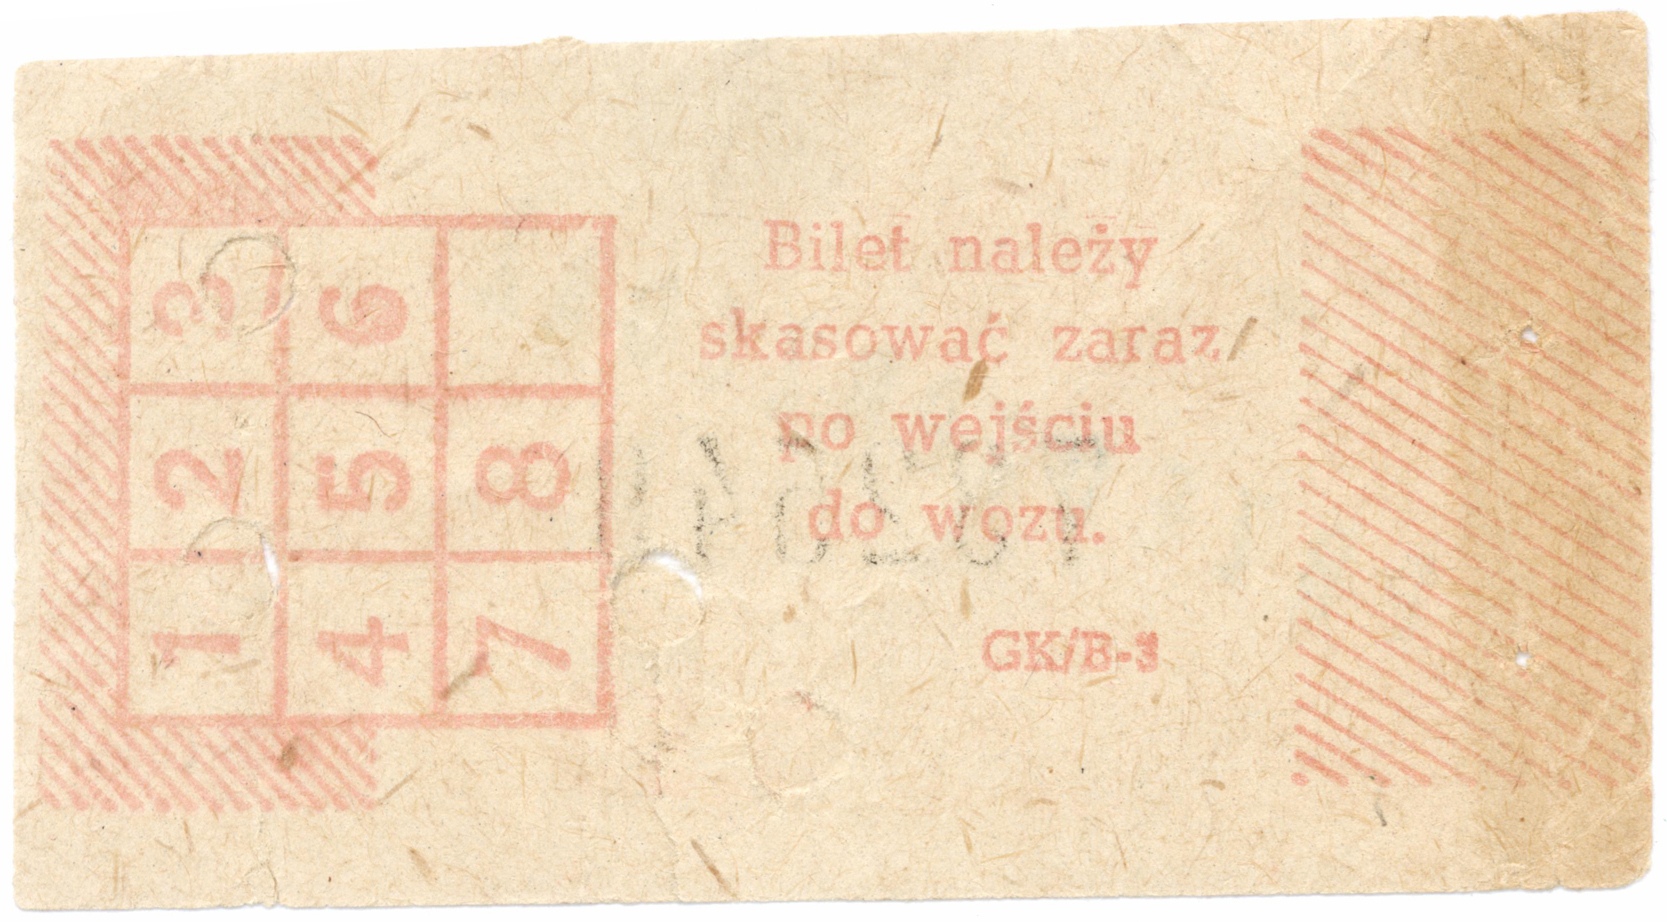 3 6
2 5 8
1 4 7
Bilet należy
skasować zaraz
po wejściu
do wozu.
GK/B-3